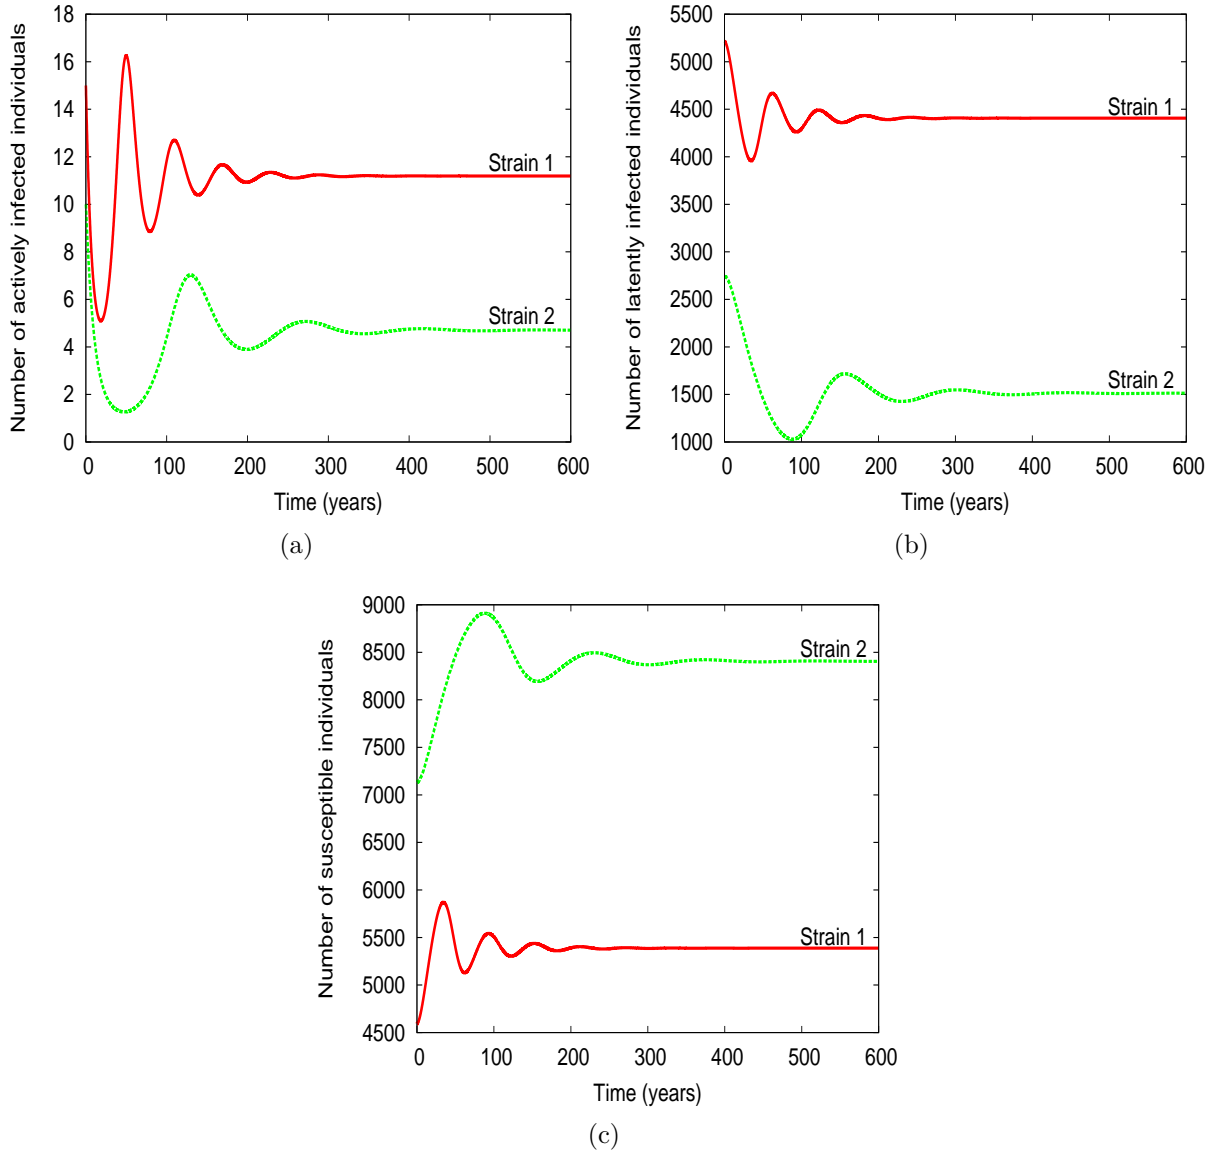 Number of actively infected individuals
18
16
14
12
10
8
6
4
2
0
Strain 1
Strain 2
0 100 200 300 400 500 600
Time (years)
(a)
Number of latently infected individuals
5500
5000
4500
4000
3500
3000
2500
2000
1500
1000
Strain 1
Strain 2
0 100 200 300 400 500 600
Time (years)
(b)
Number of susceptible individuals
9000
8500
8000
7500
7000
6500
6000
5500
5000
4500
Strain 2
Strain 1
0 100 200 300 400 500 600
Time (years)
(c)